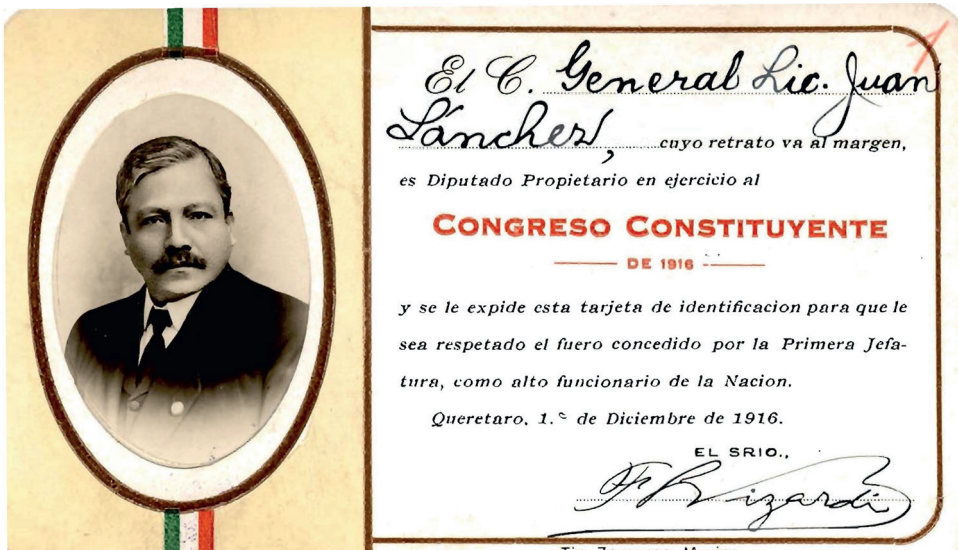 El C. General Lic. Juan
Sánchez, cuyo retrato va al margen,
es Diputado Propietario en ejercicio al
CONGRESO CONSTITUYENTE
DE 1916
y se le expide esta tarjeta de identificacion para que le
sea respetado el fuero concedido por la Primera Jefa-
tura, como alto funcionario de la Nacion.
Queretaro, 1.º de Diciembre de 1916.
EL SRIO.,
F Lizardi
1